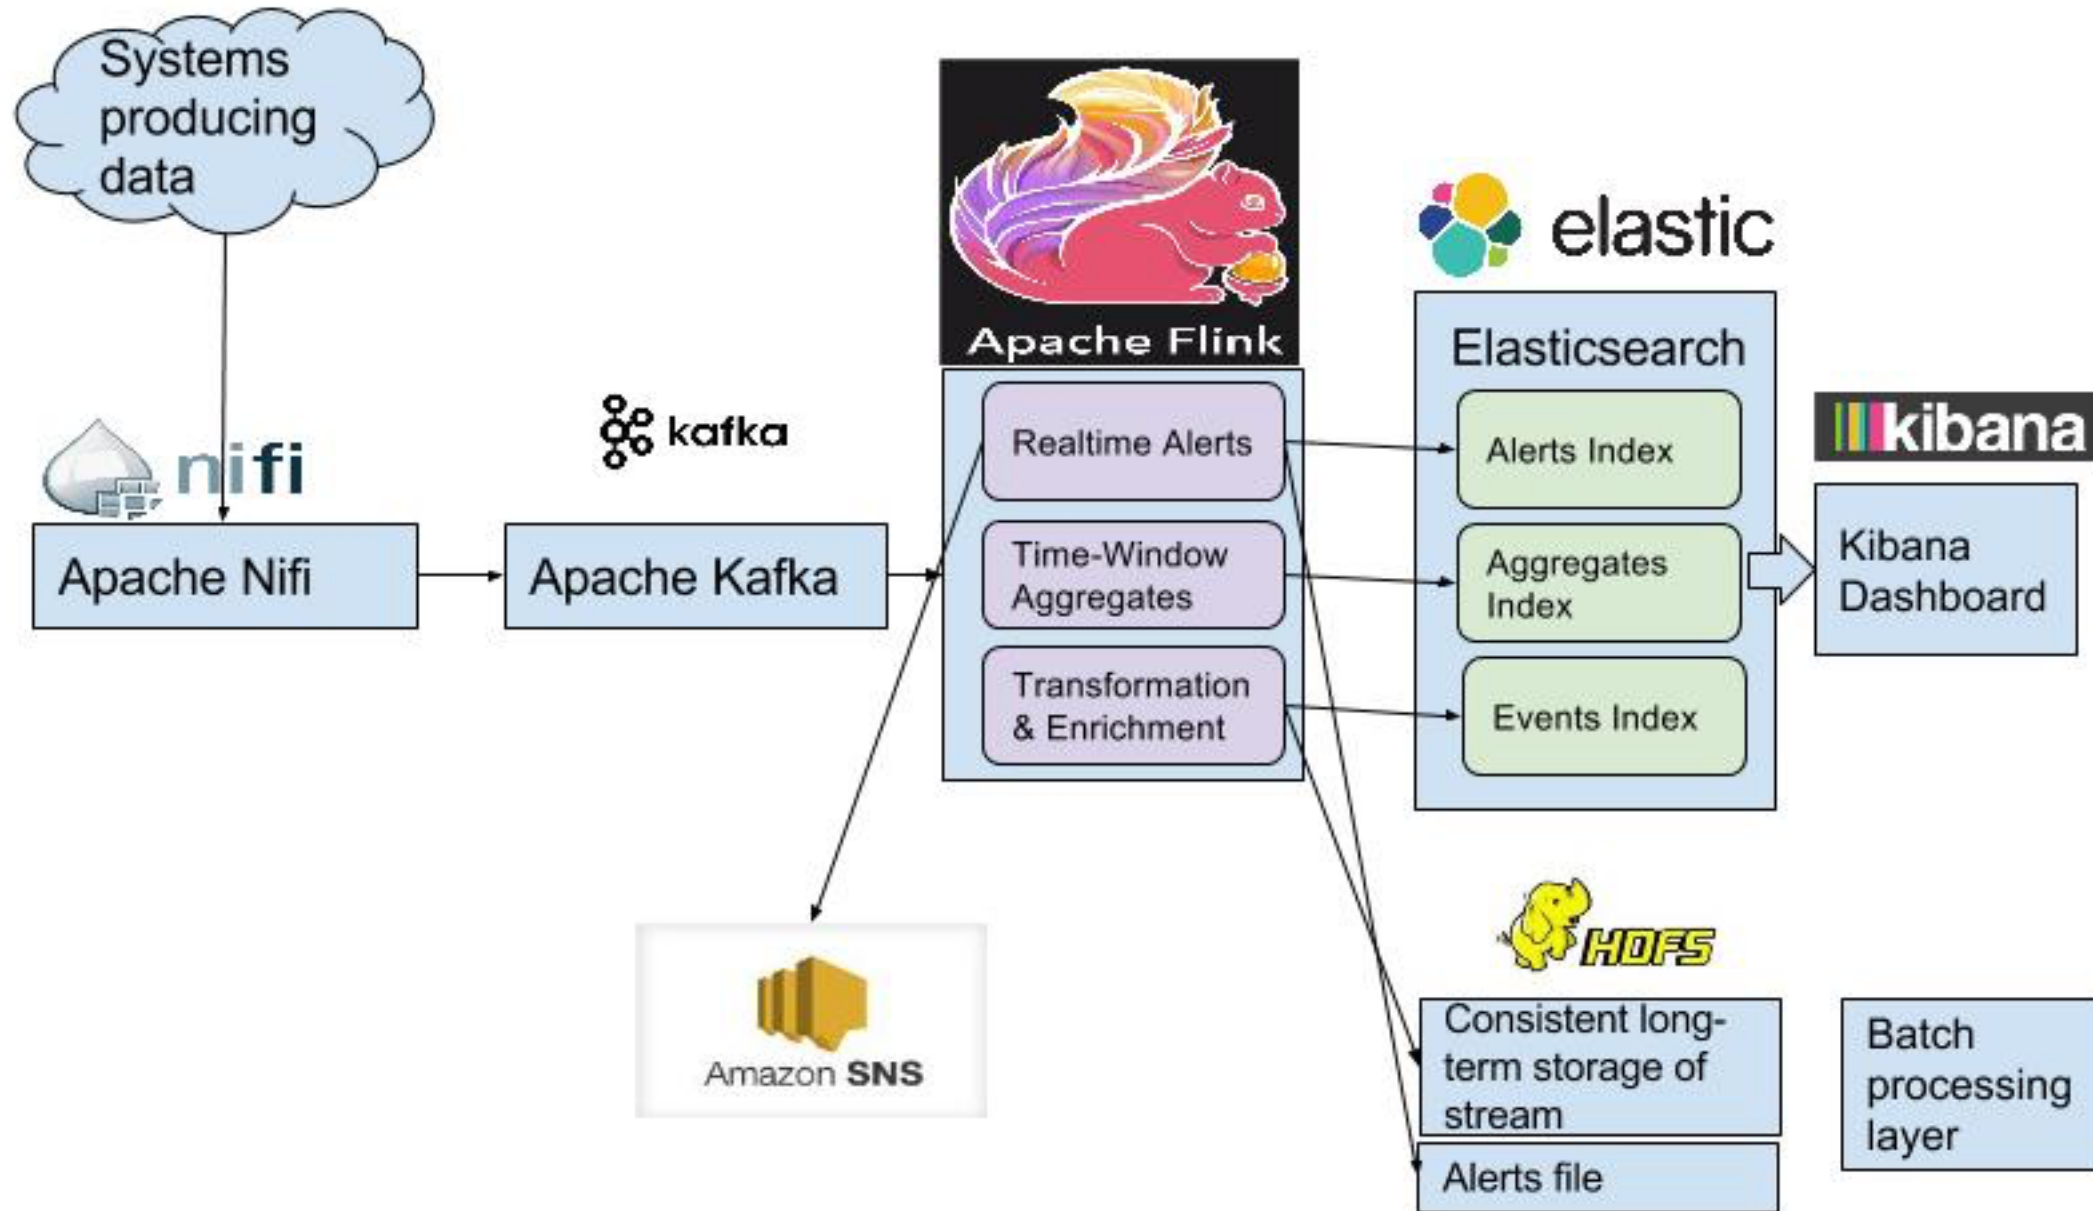 Systems
producing
data
nifi
Apache Nifi
kafka
Apache Kafka
Apache Flink
Realtime Alerts
Time-Window
Aggregates
Transformation
& Enrichment
Amazon SNS
elastic
Elasticsearch
Alerts Index
Aggregates
Index
Events Index
kibana
Kibana
Dashboard
HDFS
Consistent long-
term storage of
stream
Alerts file
Batch
processing
layer